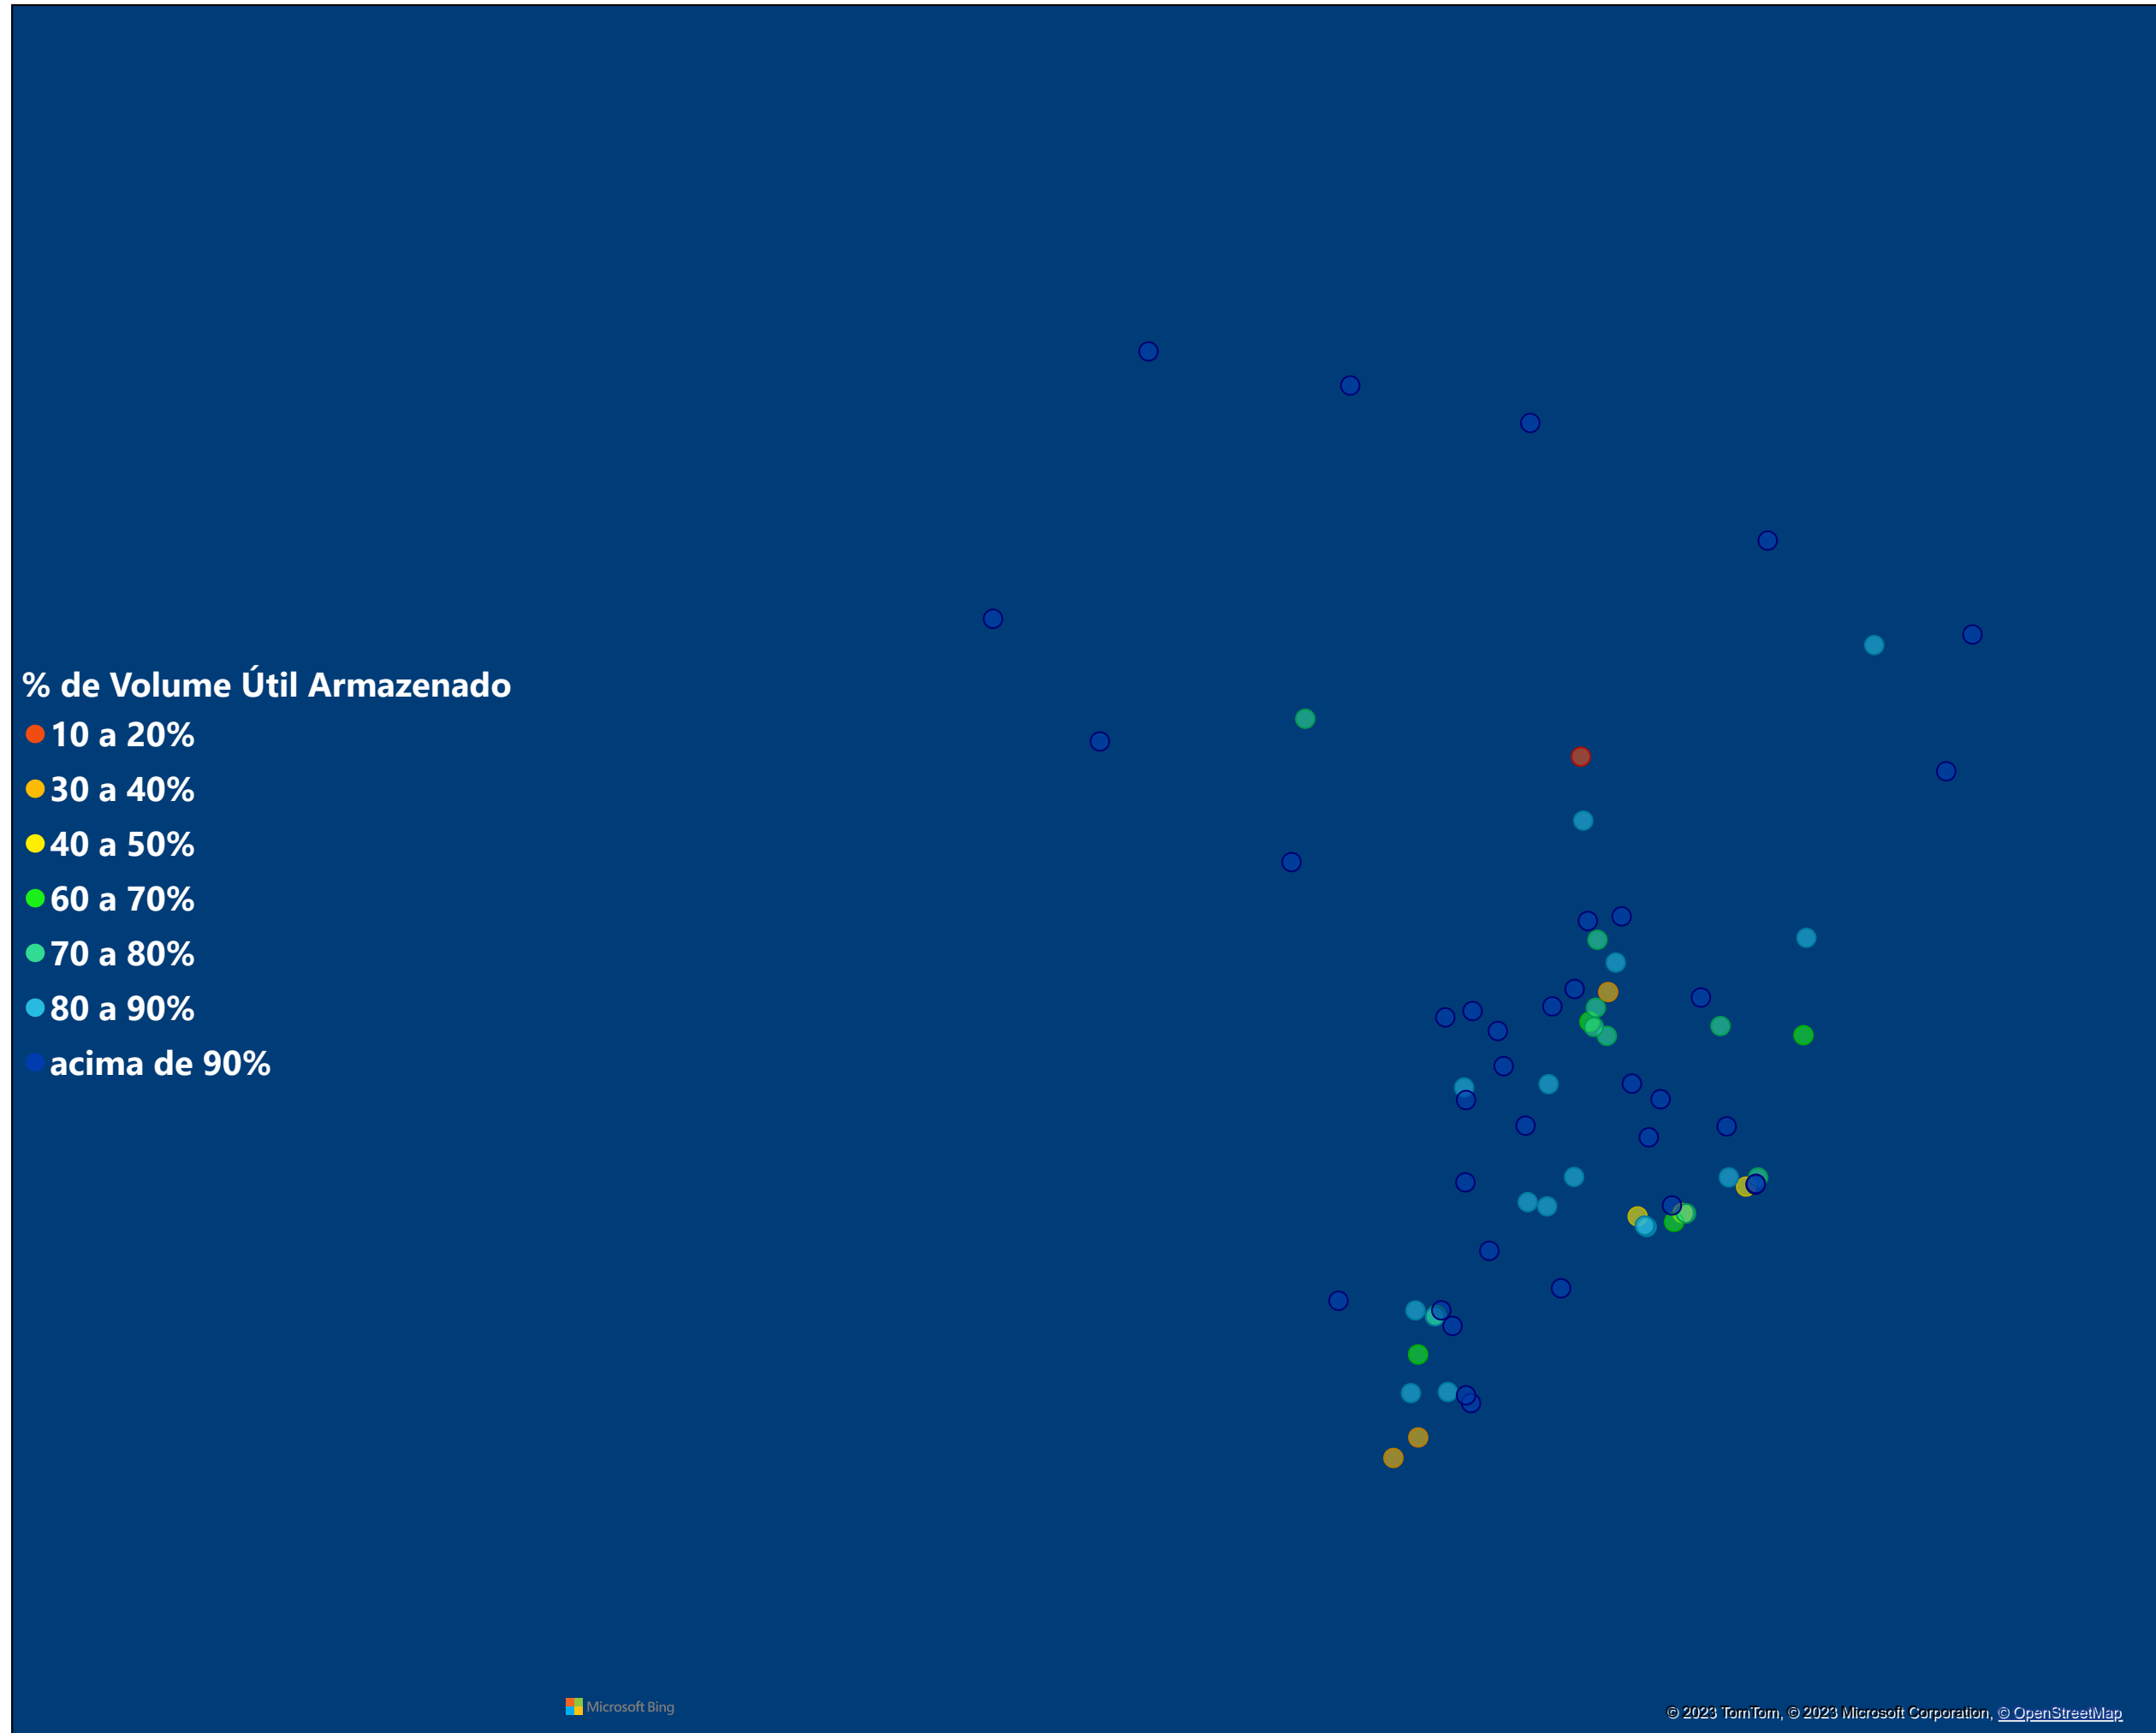 % de Volume Útil Armazenado
10 a 20%
30 a 40%
40 a 50%
60 a 70%
70 a 80%
80 a 90%
acima de 90%
Microsoft Bing
© 2023 TomTom, © 2023 Microsoft Corporation, © OpenStreetMap